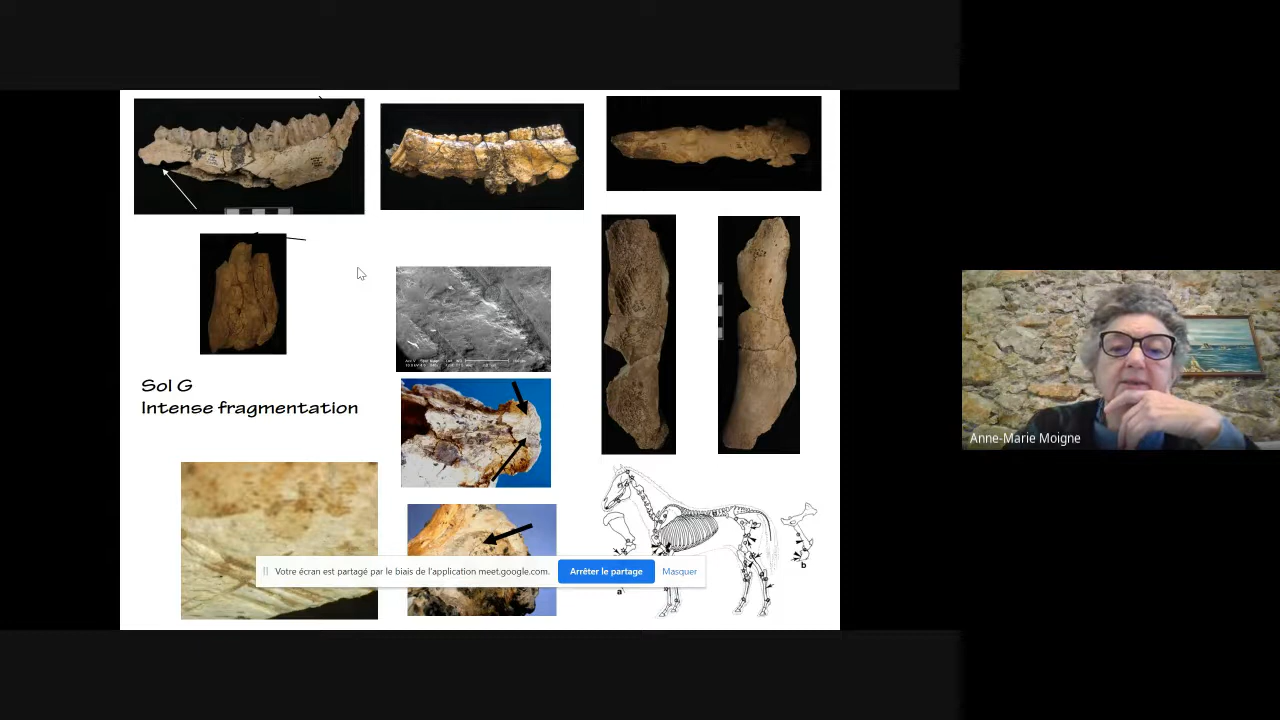 Sol G
Intense fragmentation
Votre écran est partagé par le biais de l'application meet.google.com.
Arrêter le partage
Masquer
a
b
Anne-Marie Moigne